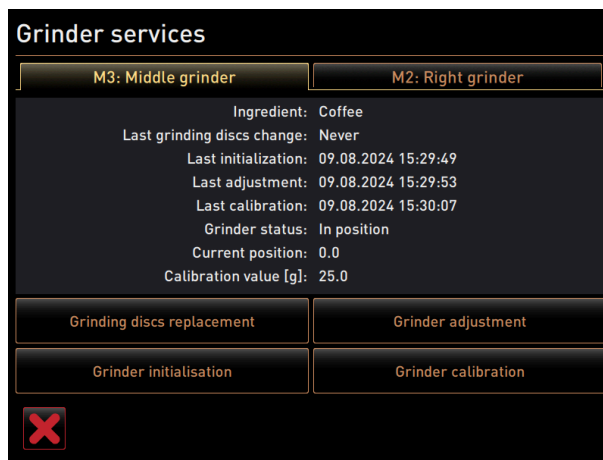 Grinder services
M3: Middle grinder
M2: Right grinder
Ingredient: Coffee
Last grinding discs change: Never
Last initialization: 09.08.2024 15:29:49
Last adjustment: 09.08.2024 15:29:53
Last calibration: 09.08.2024 15:30:07
Grinder status: In position
Current position: 0.0
Calibration value [g]: 25.0
Grinding discs replacement
Grinder adjustment
Grinder initialisation
Grinder calibration